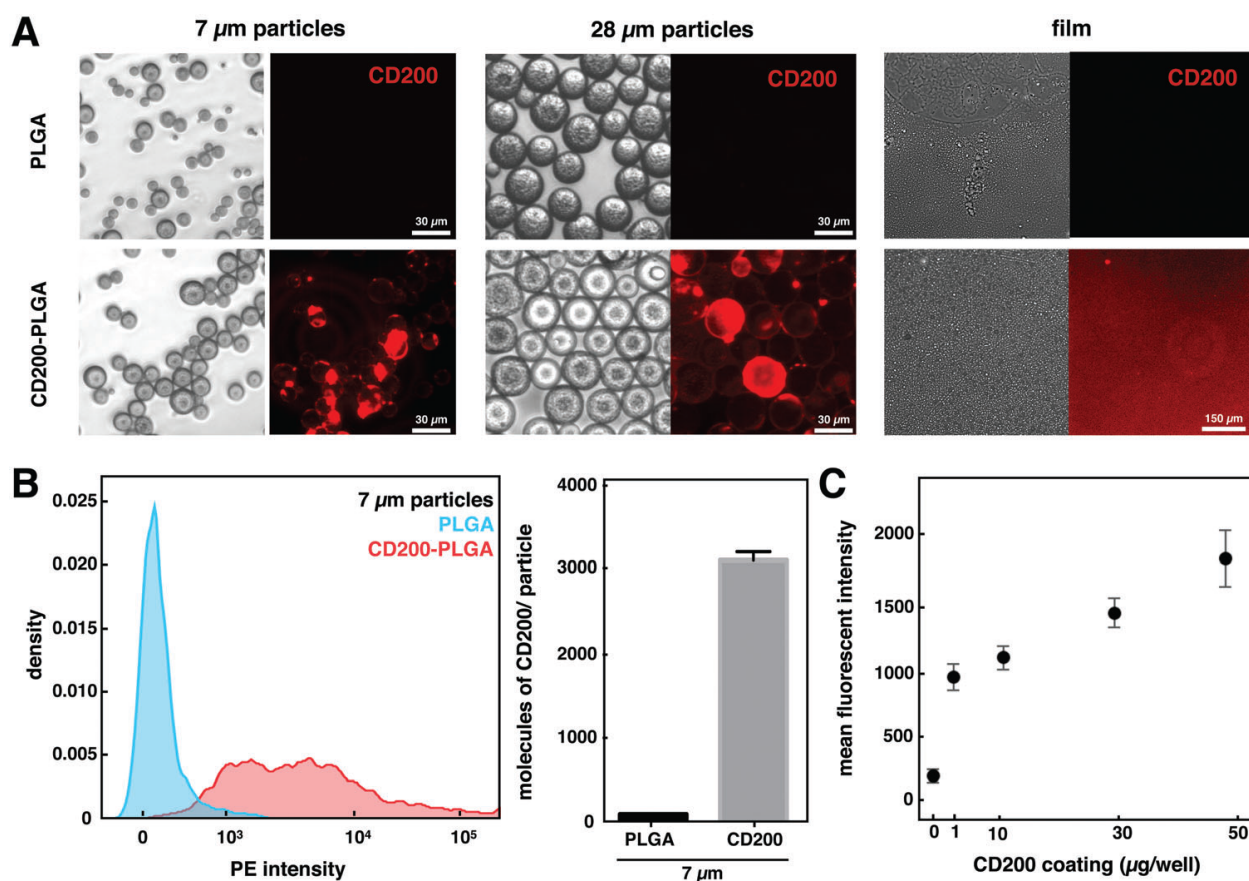 A
7 µm particles
28 µm particles
film
PLGA
CD200
30 µm
CD200
30 µm
CD200
CD200-PLGA
30 µm
30 µm
150 µm
B
density
0.025
0.020
0.015
0.010
0.005
0
7 µm particles
PLGA
CD200-PLGA
0
10³
10⁴
10⁵
PE intensity
molecules of CD200/ particle
4000
3000
2000
1000
0
PLGA
CD200
7 µm
C
mean fluorescent intensity
2000
1500
1000
500
0
0
1
10
30
50
CD200 coating (µg/well)